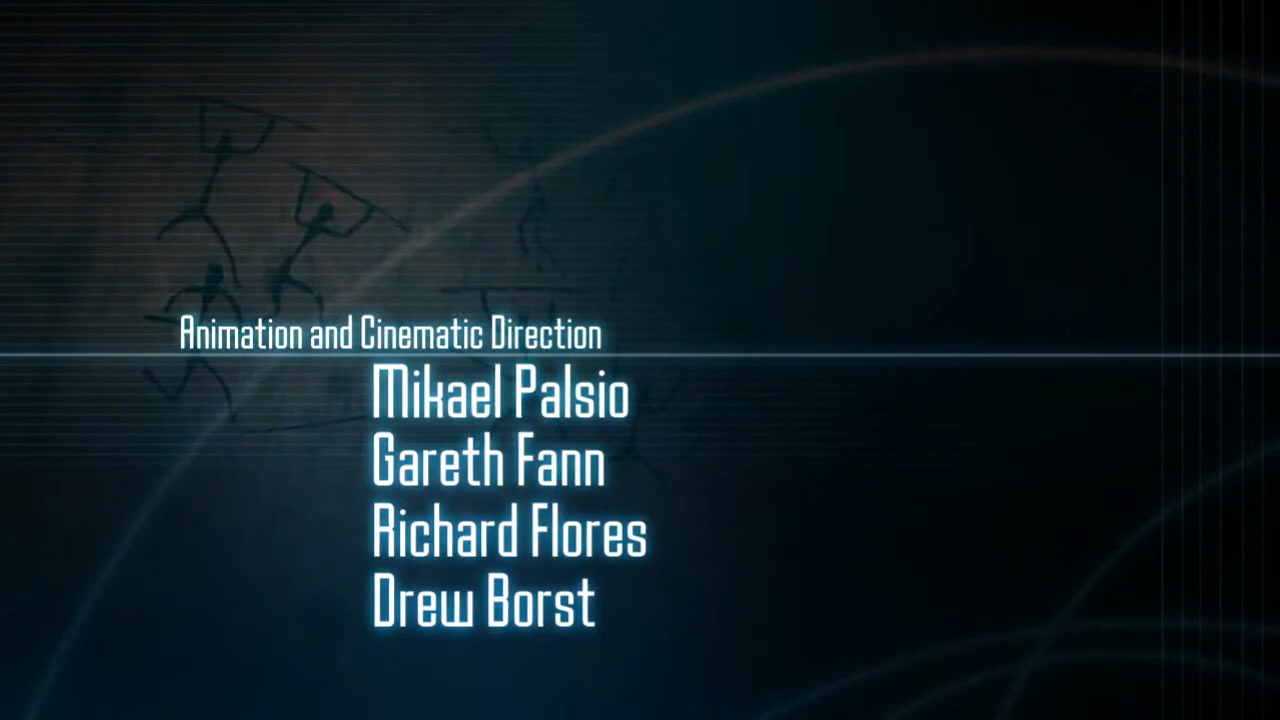 Animation and Cinematic Direction
Mikael Palsio
Gareth Fann
Richard Flores
Drew Borst